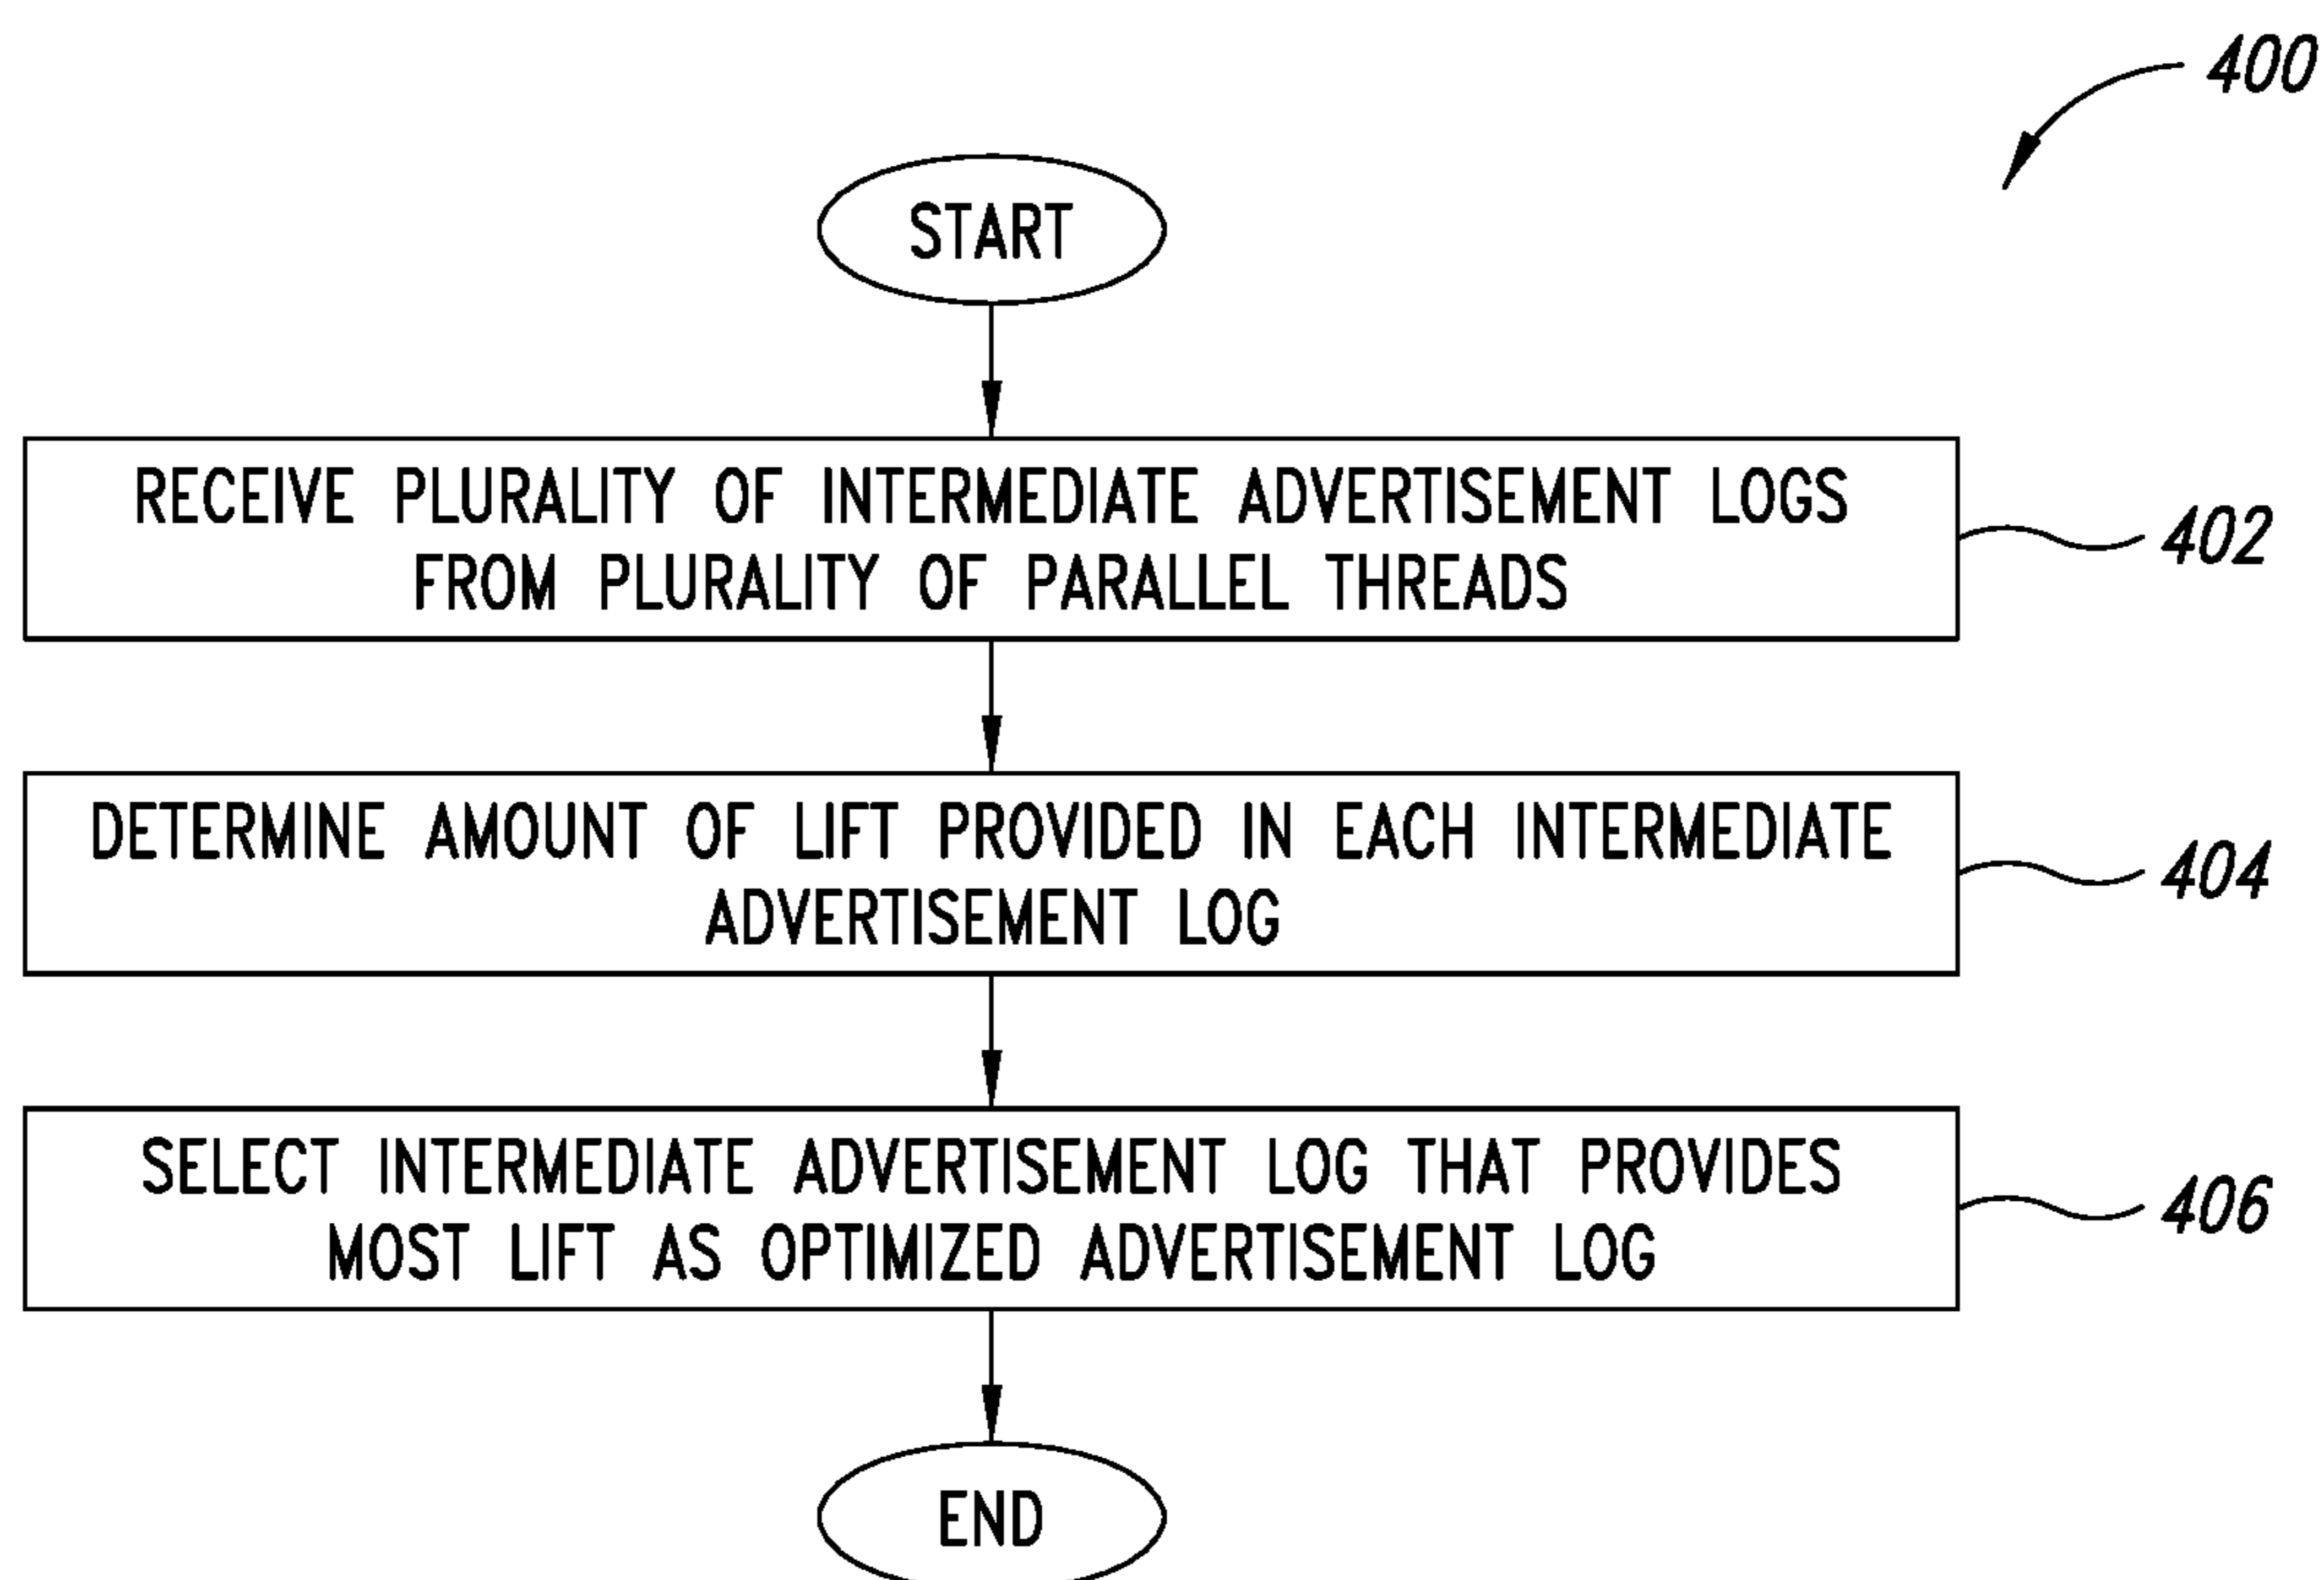 400
START
RECEIVE PLURALITY OF INTERMEDIATE ADVERTISEMENT LOGS
FROM PLURALITY OF PARALLEL THREADS
402
DETERMINE AMOUNT OF LIFT PROVIDED IN EACH INTERMEDIATE
ADVERTISEMENT LOG
404
SELECT INTERMEDIATE ADVERTISEMENT LOG THAT PROVIDES
MOST LIFT AS OPTIMIZED ADVERTISEMENT LOG
406
END